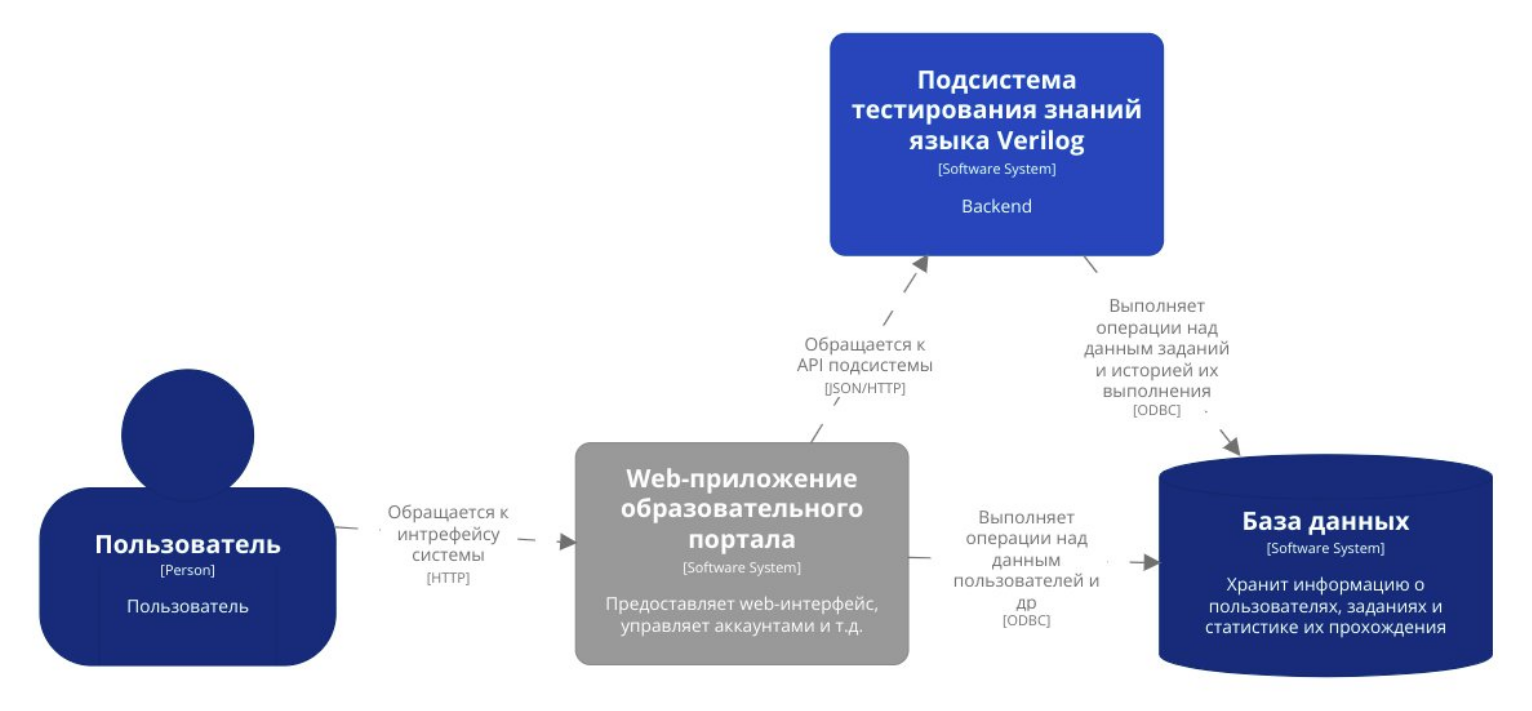 Подсистема
тестирования знаний
языка Verilog
[Software System]
Backend
Обращается к
API подсистемы
[JSON/HTTP]
Выполняет
операции над
данным заданий
и историей их
выполнения
[ODBC]
Пользователь
[Person]
Пользователь
Обращается к
интрефейсу
системы
[HTTP]
Web-приложение
образовательного
портала
[Software System]
Предоставляет web-интерфейс,
управляет аккаунтами и т.д.
Выполняет
операции над
данным
пользователей и
др
[ODBC]
База данных
[Software System]
Хранит информацию о
пользователях, заданиях и
статистике их прохождения